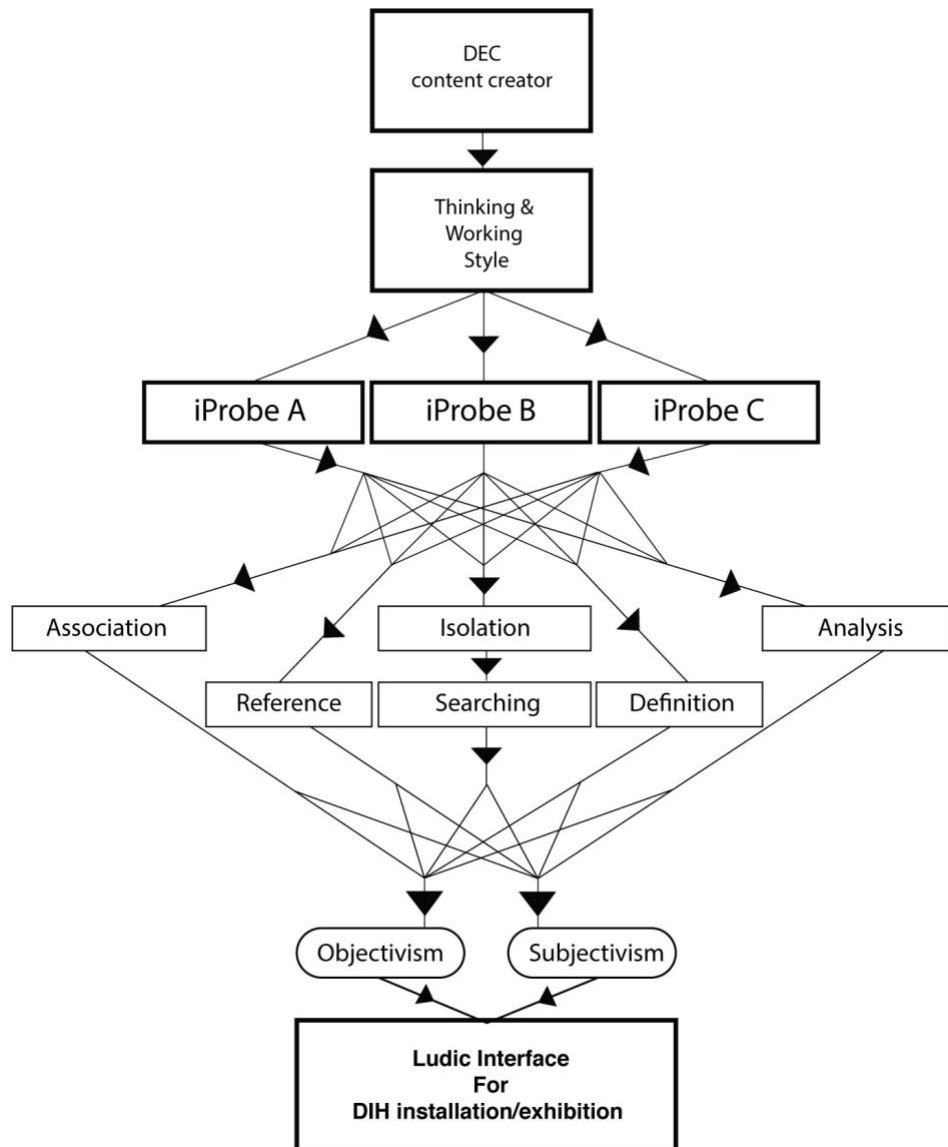 DEC
content creator
Thinking &
Working
Style
iProbe A
iProbe B
iProbe C
Association
Isolation
Analysis
Reference
Searching
Definition
Objectivism
Subjectivism
Ludic Interface
For
DIH installation/exhibition